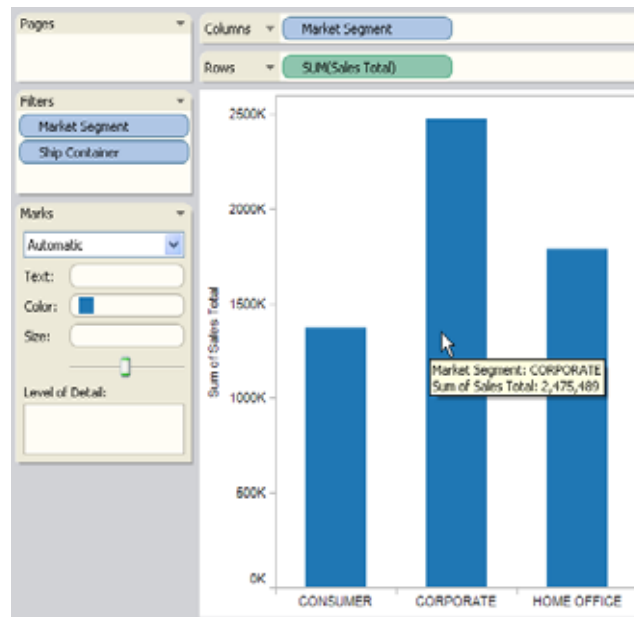 Pages
Columns Market Segment
Rows SUM(Sales Total)
Filters
Market Segment
Ship Container
Marks
Automatic
Text:
Color:
Size:
Level of Detail:
Sum of Sales Total
2500K
2000K
1500K
1000K
500K
0K
Market Segment: CORPORATE
Sum of Sales Total: 2,475,489
CONSUMER CORPORATE HOME OFFICE